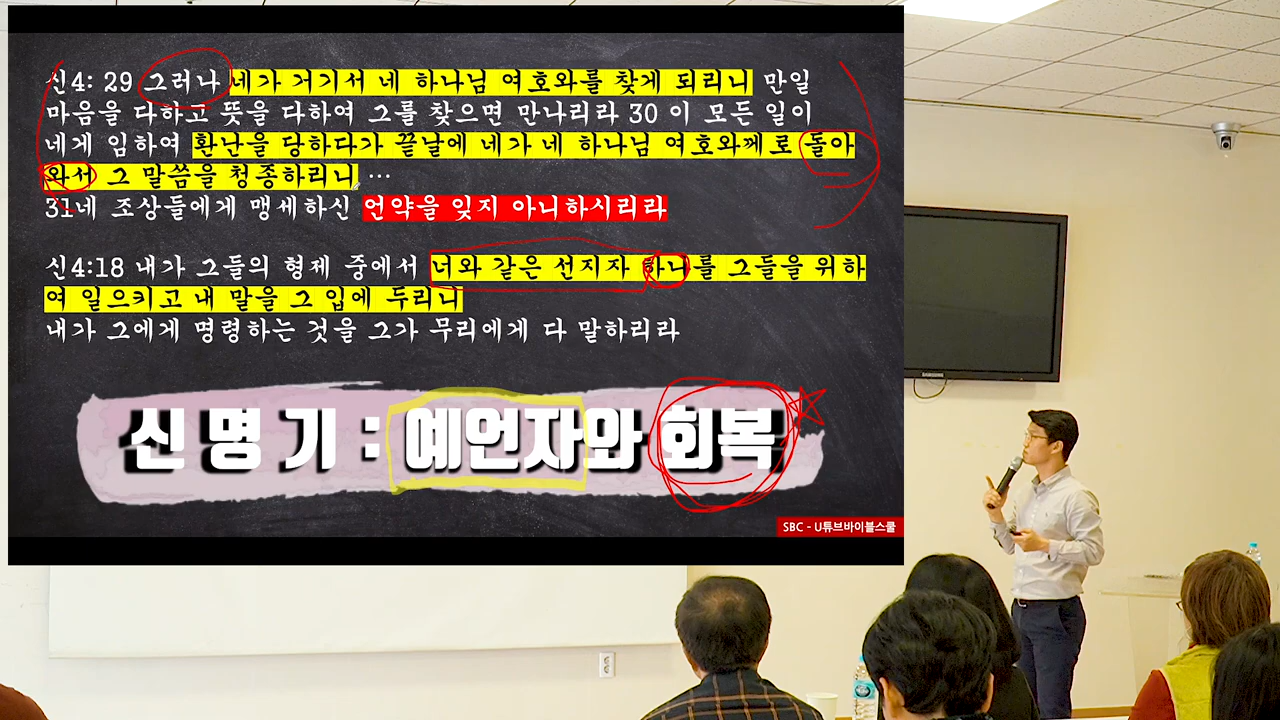 신4: 29 그러나 네가 거기서 네 하나님 여호와를 찾게 되리니 만일
마음을 다하고 뜻을 다하여 그를 찾으면 만나리라 30 이 모든 일이
네게 임하여 환난을 당하다가 끝날에 네가 네 하나님 여호와께로 돌아
와서 그 말씀을 청종하리니 …
31네 조상들에게 맹세하신 언약을 잊지 아니하시리라
신4:18 내가 그들의 형제 중에서 너와 같은 선지자 하나를 그들을 위하
여 일으키고 내 말을 그 입에 두리니
내가 그에게 명령하는 것을 그가 무리에게 다 말하리라
신명기 : 예언자와 회복
SBC - U튜브바이블스쿨
SAMSUNG